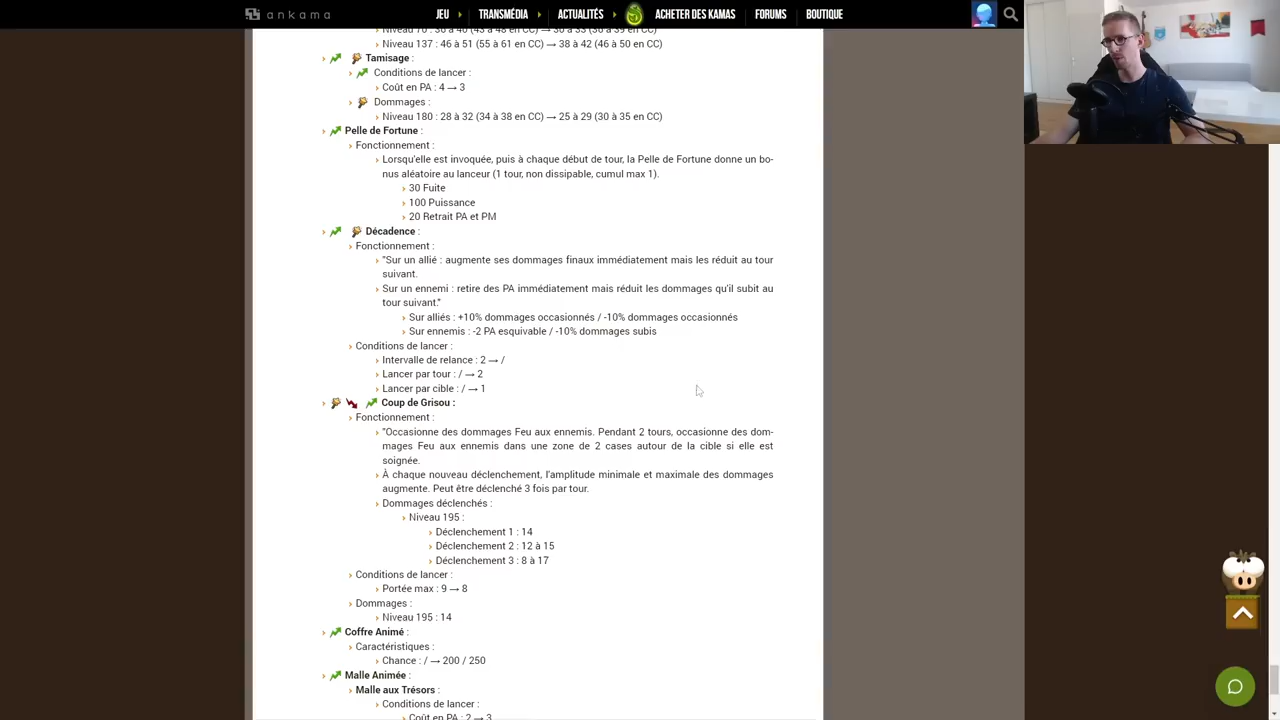 ankama
JEU
TRANSMÉDIA
ACTUALITÉS
ACHETER DES KAMAS
FORUMS
BOUTIQUE
Niveau 137 : 46 à 51 (55 à 61 en CC) → 38 à 42 (46 à 50 en CC)
Tamisage :
Conditions de lancer :
Coût en PA : 4 → 3
Dommages :
Niveau 180 : 28 à 32 (34 à 38 en CC) → 25 à 29 (30 à 35 en CC)
Pelle de Fortune :
Fonctionnement :
Lorsqu'elle est invoquée, puis à chaque début de tour, la Pelle de Fortune donne un bo-
nus aléatoire au lanceur (1 tour, non dissipable, cumul max 1).
30 Fuite
100 Puissance
20 Retrait PA et PM
Décadence :
Fonctionnement :
"Sur un allié : augmente ses dommages finaux immédiatement mais les réduit au tour
suivant.
Sur un ennemi : retire des PA immédiatement mais réduit les dommages qu'il subit au
tour suivant."
Sur alliés : +10% dommages occasionnés / -10% dommages occasionnés
Sur ennemis : -2 PA esquivable / -10% dommages subis
Conditions de lancer :
Intervalle de relance : 2 → /
Lancer par tour : / → 2
Lancer par cible : / → 1
Coup de Grisou :
Fonctionnement :
"Occasionne des dommages Feu aux ennemis. Pendant 2 tours, occasionne des dom-
mages Feu aux ennemis dans une zone de 2 cases autour de la cible si elle est
soignée.
À chaque nouveau déclenchement, l'amplitude minimale et maximale des dommages
augmente. Peut être déclenché 3 fois par tour.
Dommages déclenchés :
Niveau 195 :
Déclenchement 1 : 14
Déclenchement 2 : 12 à 15
Déclenchement 3 : 8 à 17
Conditions de lancer :
Portée max : 9 → 8
Dommages :
Niveau 195 : 14
Coffre Animé :
Caractéristiques :
Chance : / → 200 / 250
Malle Animée :
Malle aux Trésors :
Conditions de lancer :
Coût en PA : 2 → 3